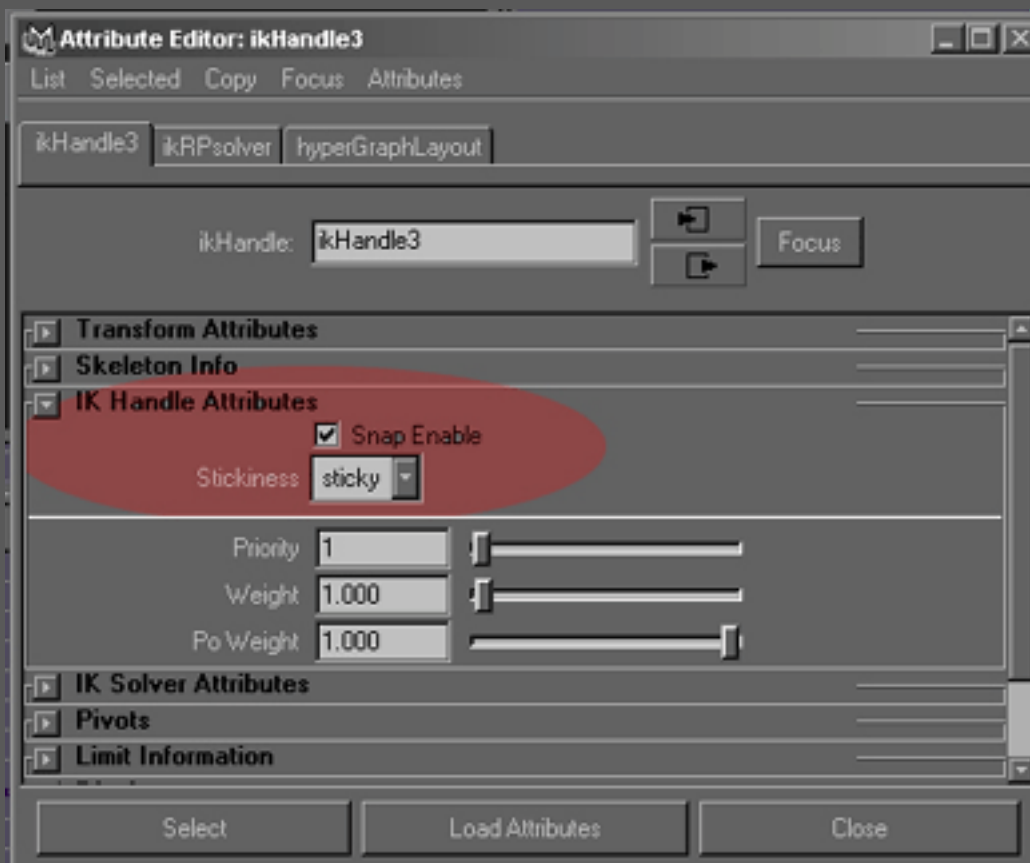 Attribute Editor: ikHandle3
List Selected Copy Focus Attributes
ikHandle3 ikRPsolver hyperGraphLayout
ikHandle: ikHandle3 Focus
Transform Attributes
Skeleton Info
IK Handle Attributes
Snap Enable
Stickiness sticky
Priority 1
Weight 1.000
Po Weight 1.000
IK Solver Attributes
Pivots
Limit Information
Select Load Attributes Close